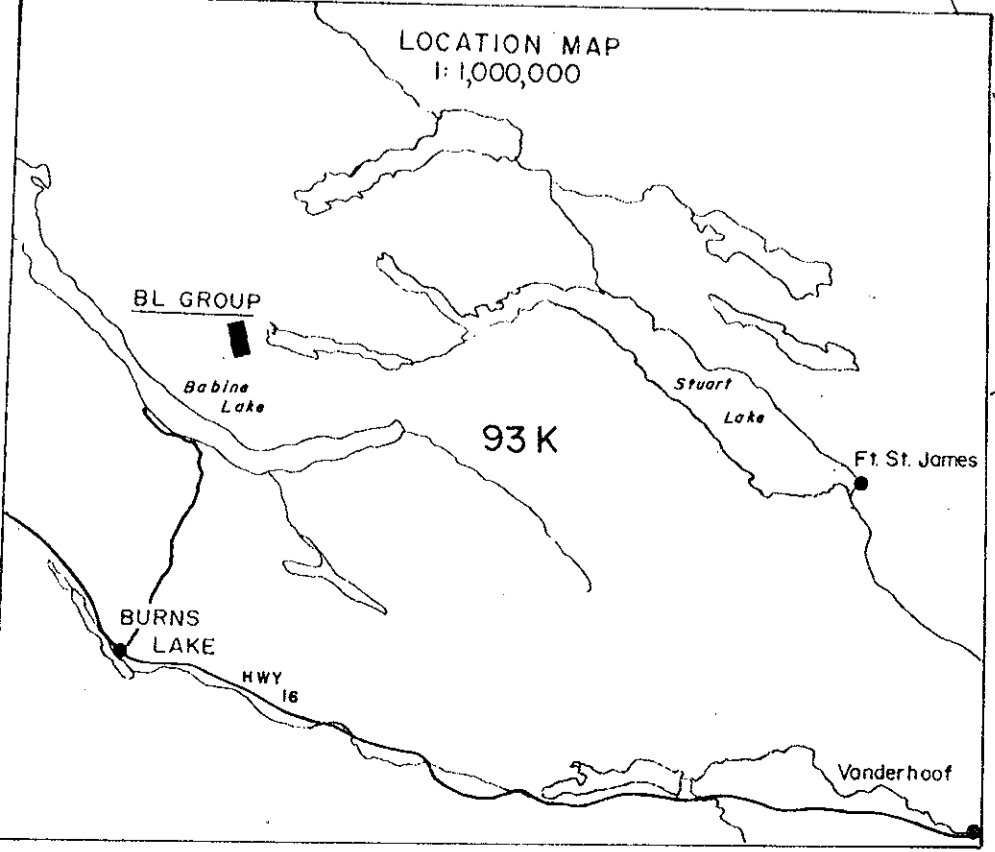 LOCATION MAP
1: 1,000,000
BL GROUP
Babine
Lake
Stuart
Lake
93 K
Ft. St. James
BURNS
LAKE
HWY
16
Vanderhoof